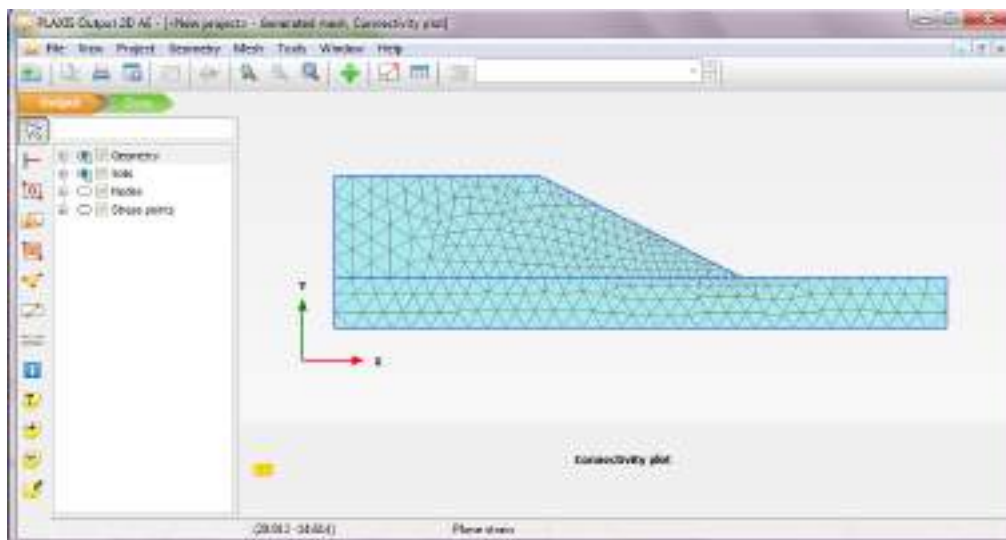 PLAXIS Output 2D AE - [<New project> - Generated mesh, Connectivity plot]
File View Project Geometry Mesh Tools Window Help
Output
Geometry
Soils
Nodes
Stress points
Y
X
Connectivity plot
Plane strain